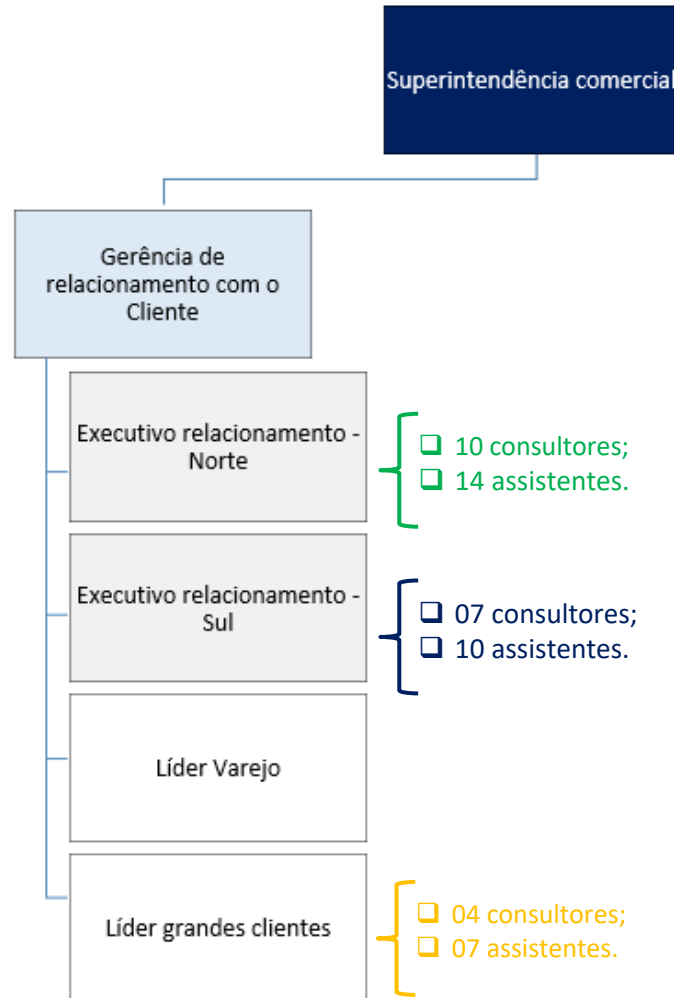 Superintendência comercial
Gerência de
relacionamento com o
Cliente
Executivo relacionamento -
Norte
10 consultores;
14 assistentes.
Executivo relacionamento -
Sul
07 consultores;
10 assistentes.
Líder Varejo
Líder grandes clientes
04 consultores;
07 assistentes.